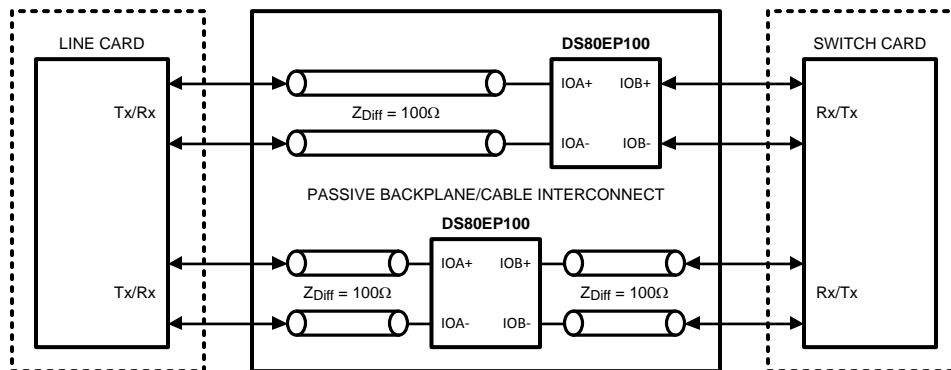 LINE CARD
DS80EP100
SWITCH CARD
IOA+ IOB+
Tx/Rx
ZDiff = 100Ω
Rx/Tx
IOA- IOB-
PASSIVE BACKPLANE/CABLE INTERCONNECT
DS80EP100
IOA+ IOB+
Tx/Rx
ZDiff = 100Ω
ZDiff = 100Ω
Rx/Tx
IOA- IOB-